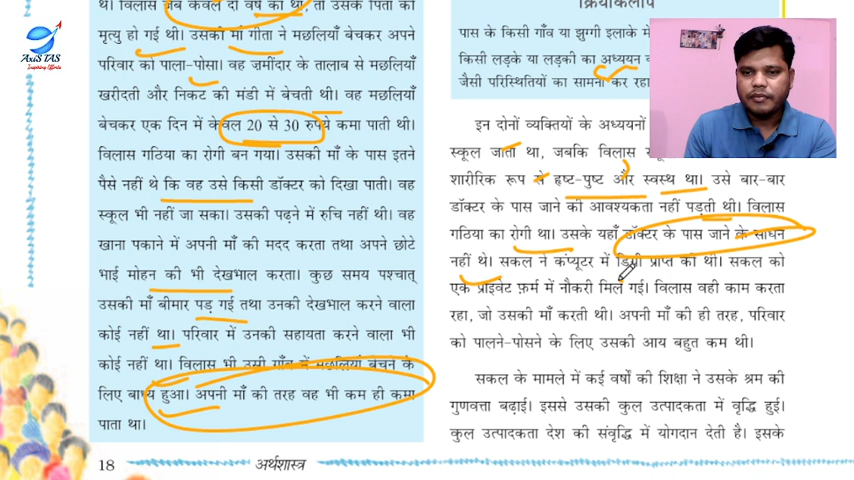 AXIS TAS
Inspiring Efforts
थी। विलास जब केवल दो वर्ष का था, तो उसके पिता की
मृत्यु हो गई थी। उसकी माँ गीता ने मछलियाँ बेचकर अपने
परिवार को पाला-पोसा। वह ज़मींदार के तालाब से मछलियाँ
खरीदती और निकट की मंडी में बेचती थी। वह मछलियाँ
बेचकर एक दिन में केवल 20 से 30 रुपये कमा पाती थी।
विलास गठिया का रोगी बन गया। उसकी माँ के पास इतने
पैसे नहीं थे कि वह उसे किसी डॉक्टर को दिखा पाती। वह
स्कूल भी नहीं जा सका। उसकी पढ़ने में रुचि नहीं थी। वह
खाना पकाने में अपनी माँ की मदद करता तथा अपने छोटे
भाई मोहन की भी देखभाल करता। कुछ समय पश्चात्
उसकी माँ बीमार पड़ गई तथा उनकी देखभाल करने वाला
कोई नहीं था। परिवार में उनकी सहायता करने वाला भी
कोई नहीं था। विलास भी उसी गाँव में मछलियाँ बेचने के
लिए बाध्य हुआ। अपनी माँ की तरह वह भी कम ही कमा
पाता था।
18 अर्थशास्त्र
क्रियाकलाप
पास के किसी गाँव या झुग्गी इलाके में
किसी लड़के या लड़की का अध्ययन
जैसी परिस्थितियों का सामना कर रहा
इन दोनों व्यक्तियों के अध्ययनों
स्कूल जाता था, जबकि विलास
शारीरिक रूप से हृष्ट-पुष्ट और स्वस्थ था। उसे बार-बार
डॉक्टर के पास जाने की आवश्यकता नहीं पड़ती थी। विलास
गठिया का रोगी था। उसके यहाँ डॉक्टर के पास जाने के साधन
नहीं थे। सकल ने कंप्यूटर में डिग्री प्राप्त की थी। सकल को
एक प्राइवेट फ़र्म में नौकरी मिल गई। विलास वही काम करता
रहा, जो उसकी माँ करती थी। अपनी माँ की ही तरह, परिवार
को पालने-पोसने के लिए उसकी आय बहुत कम थी।
सकल के मामले में कई वर्षों की शिक्षा ने उसके श्रम की
गुणवत्ता बढ़ाई। इससे उसकी कुल उत्पादकता में वृद्धि हुई।
कुल उत्पादकता देश की संवृद्धि में योगदान देती है। इसके